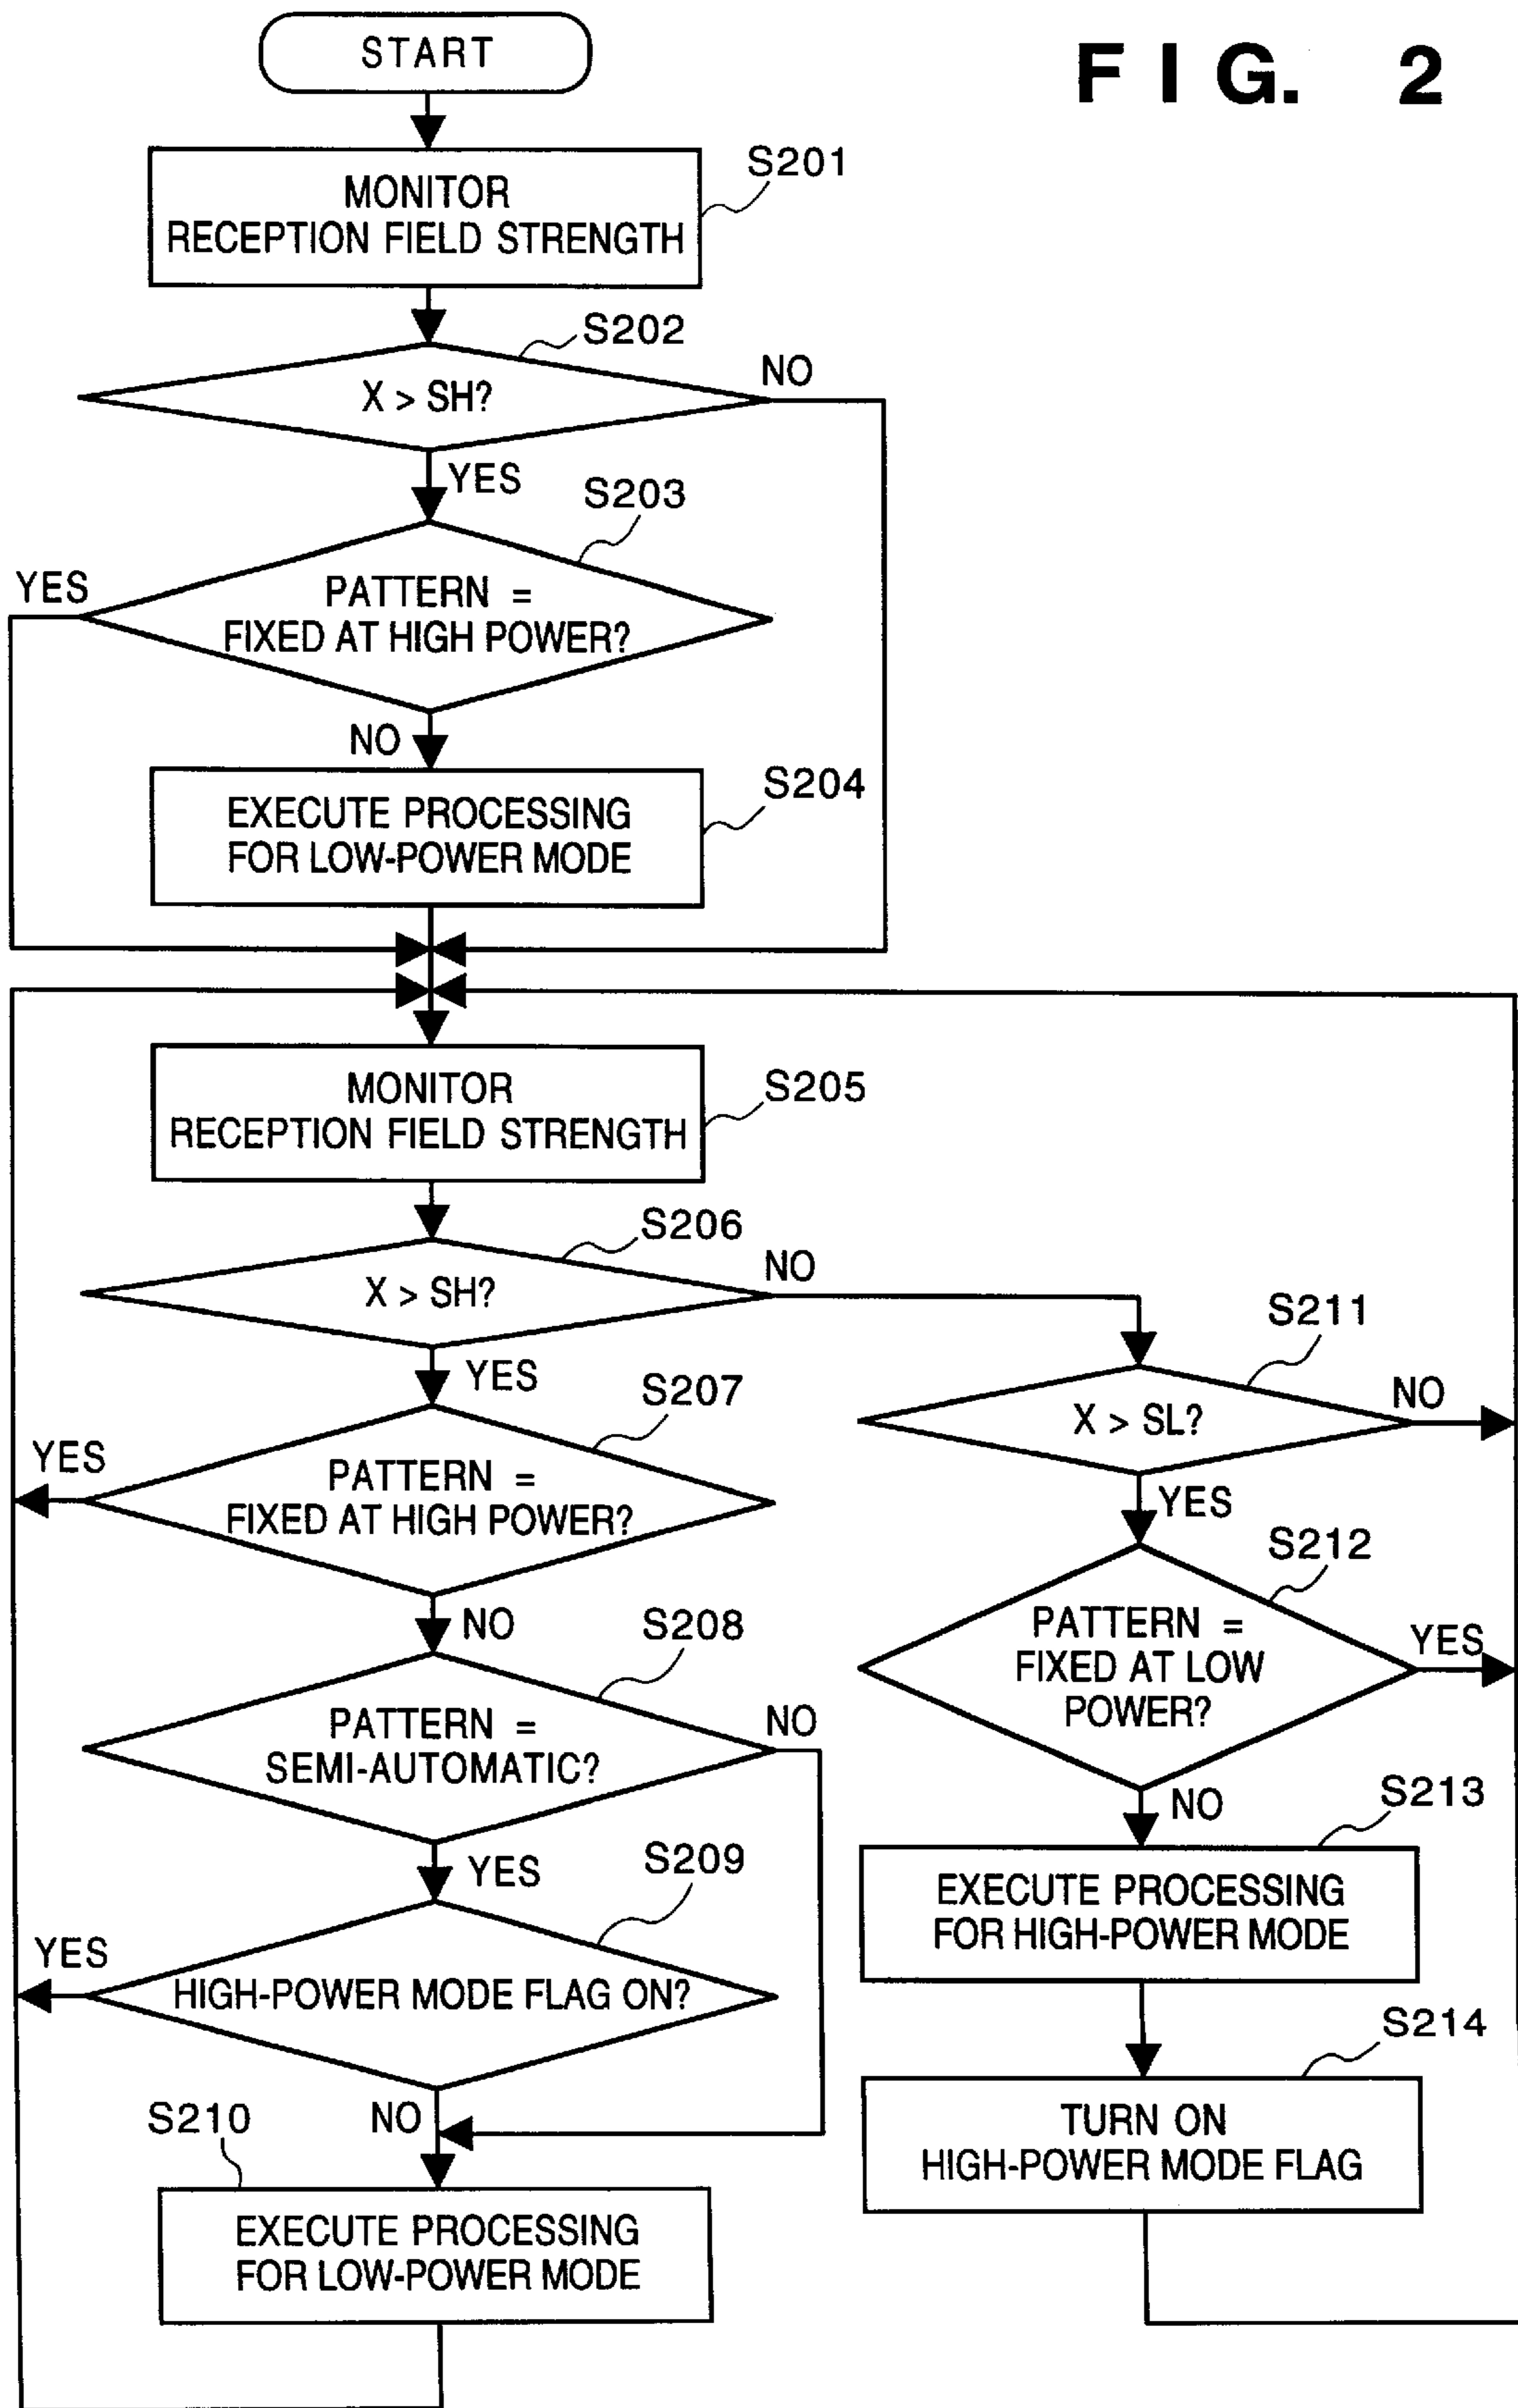 START
FIG. 2
MONITOR
RECEPTION FIELD STRENGTH
S201
X > SH?
S202
NO
YES
PATTERN =
FIXED AT HIGH POWER?
S203
YES
NO
EXECUTE PROCESSING
FOR LOW-POWER MODE
S204
MONITOR
RECEPTION FIELD STRENGTH
S205
X > SH?
S206
NO
YES
PATTERN =
FIXED AT HIGH POWER?
S207
YES
NO
PATTERN =
SEMI-AUTOMATIC?
S208
NO
YES
HIGH-POWER MODE FLAG ON?
S209
YES
NO
S210
EXECUTE PROCESSING
FOR LOW-POWER MODE
S211
X > SL?
NO
YES
S212
PATTERN =
FIXED AT LOW
POWER?
YES
NO
S213
EXECUTE PROCESSING
FOR HIGH-POWER MODE
S214
TURN ON
HIGH-POWER MODE FLAG